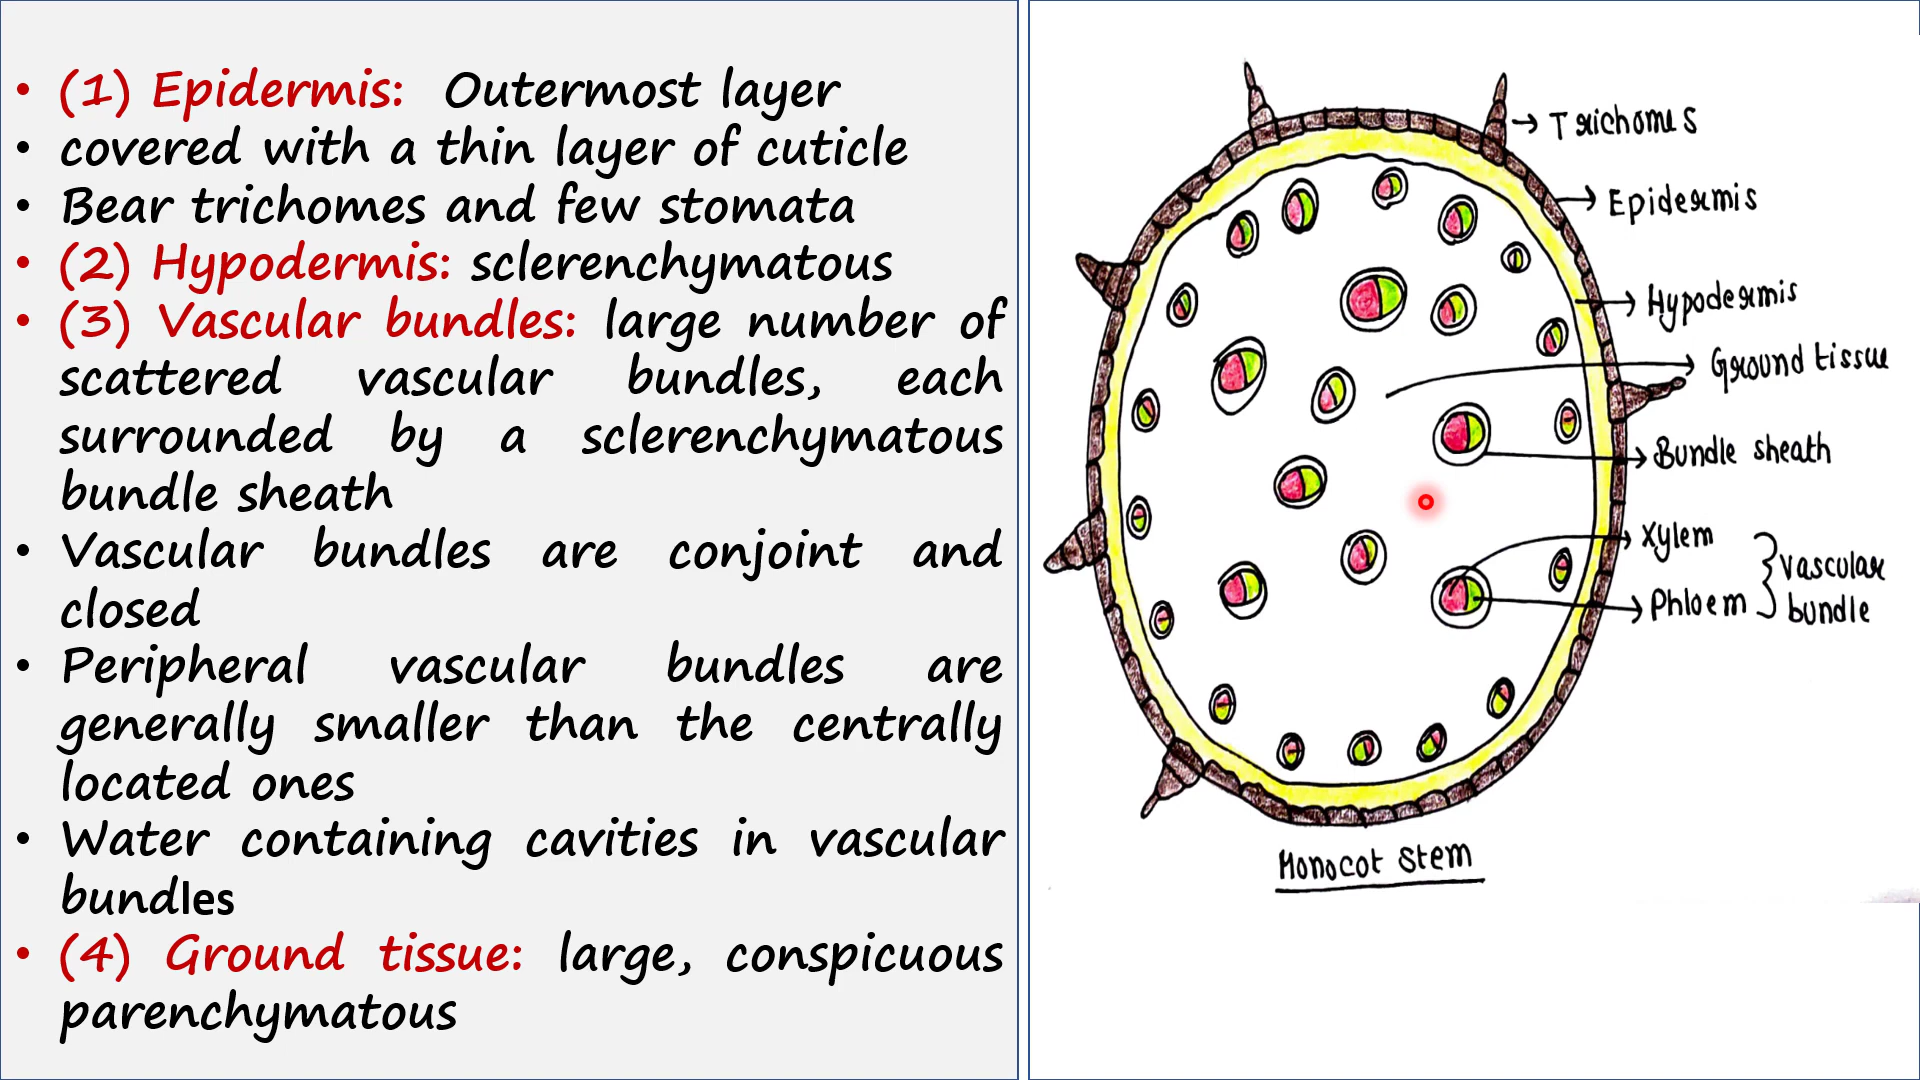 • (1) Epidermis: Outermost layer
• covered with a thin layer of cuticle
• Bear trichomes and few stomata
• (2) Hypodermis: sclerenchymatous
• (3) Vascular bundles: large number of
scattered vascular bundles, each
surrounded by a sclerenchymatous
bundle sheath
• Vascular bundles are conjoint and
closed
• Peripheral vascular bundles are
generally smaller than the centrally
located ones
• Water containing cavities in vascular
bundles
• (4) Ground tissue: large, conspicuous
parenchymatous
Trichomes
Epidermis
Hypodermis
Ground tissue
Bundle sheath
Xylem
Phloem
Vascular
bundle
Monocot Stem